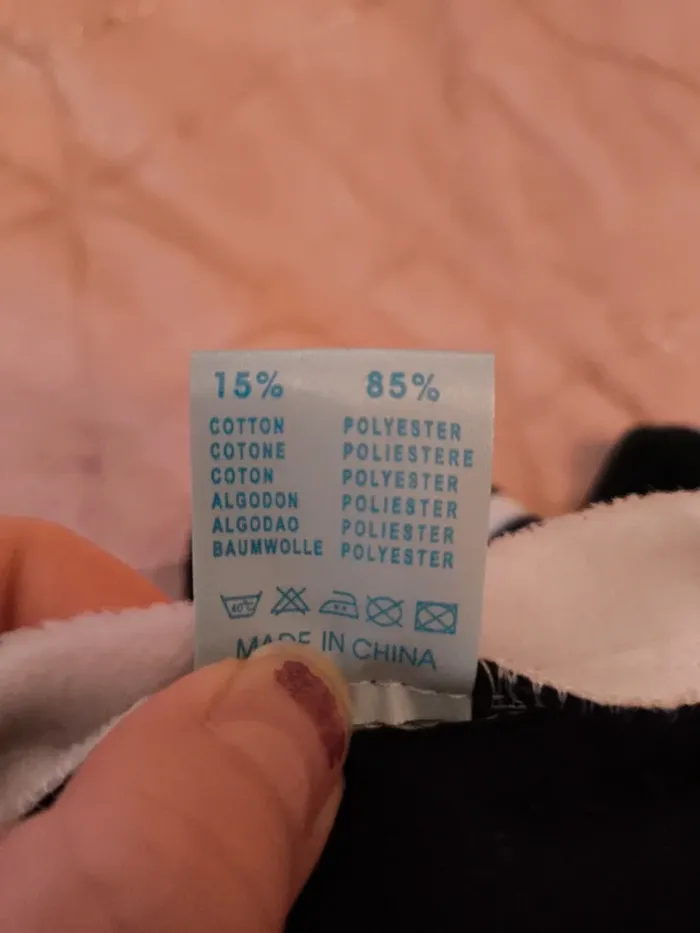 15% 85%
COTTON POLYESTER
COTONE POLIESTERE
COTON POLYESTER
ALGODON POLIESTER
ALGODAO POLIESTER
BAUMWOLLE POLYESTER
40°C
MADE IN CHINA